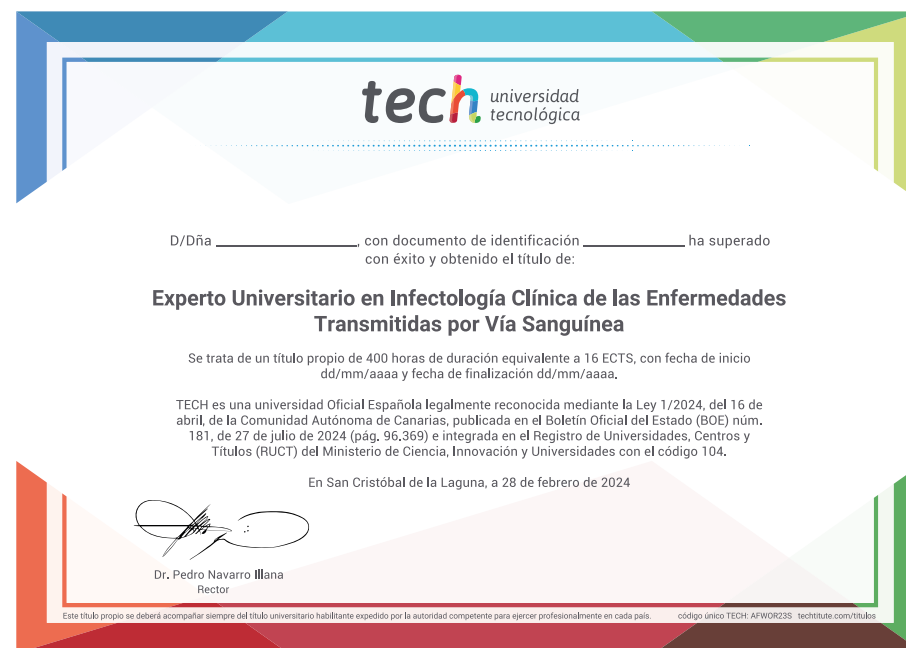 tech universidad
tecnológica
D/Dña ____________, con documento de identificación ____________ ha superado
con éxito y obtenido el título de:
Experto Universitario en Infectología Clínica de las Enfermedades
Transmitidas por Vía Sanguínea
Se trata de un título propio de 400 horas de duración equivalente a 16 ECTS, con fecha de inicio
dd/mm/aaaa y fecha de finalización dd/mm/aaaa.
TECH es una universidad Oficial Española legalmente reconocida mediante la Ley 1/2024, del 16 de
abril, de la Comunidad Autónoma de Canarias, publicada en el Boletín Oficial del Estado (BOE) núm.
181, de 27 de julio de 2024 (pág. 96.369) e integrada en el Registro de Universidades, Centros y
Títulos (RUCT) del Ministerio de Ciencia, Innovación y Universidades con el código 104.
En San Cristóbal de la Laguna, a 28 de febrero de 2024
Dr. Pedro Navarro Illana
Rector
Este título propio se deberá acompañar siempre del título universitario habilitante expedido por la autoridad competente para ejercer profesionalmente en cada país. código único TECH: AFWOR23S techtitute.com/titulos